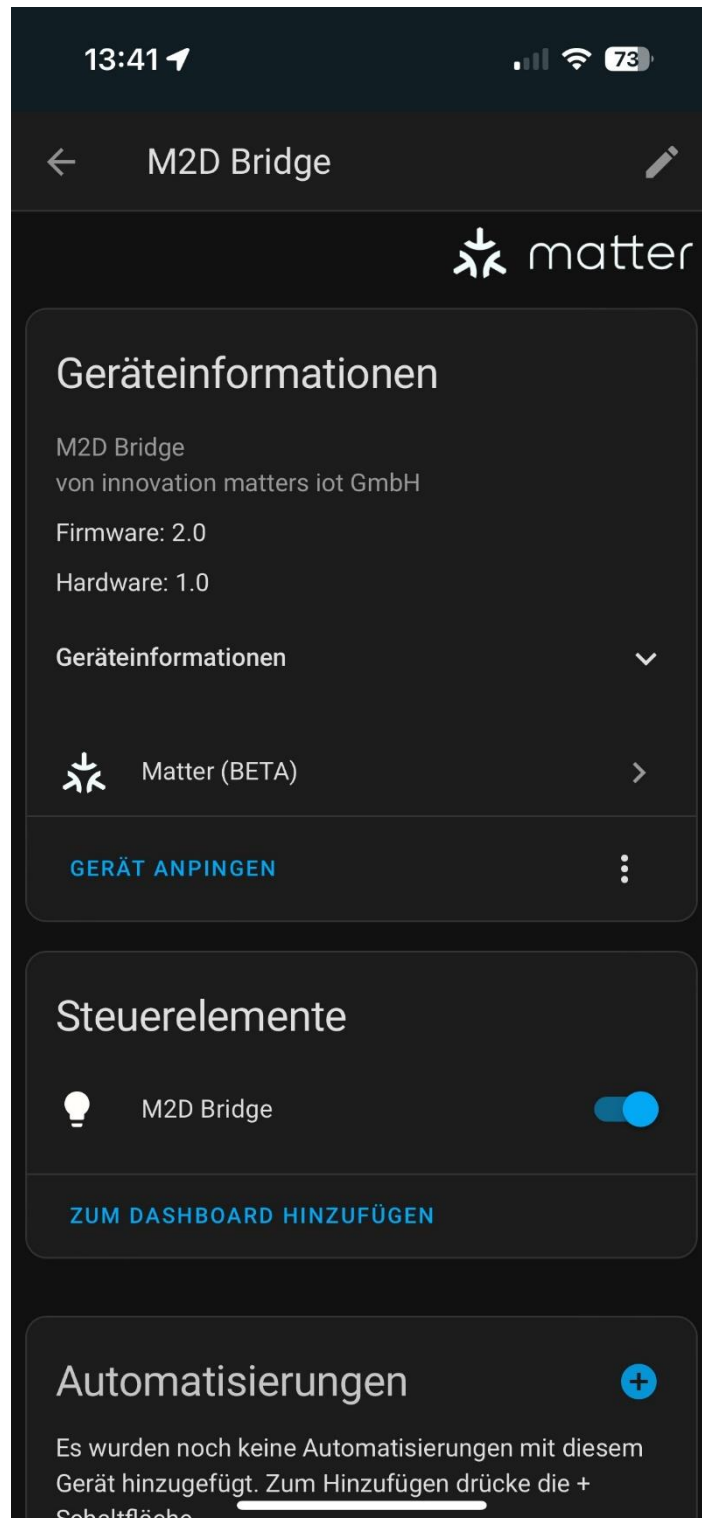 13:41
73
M2D Bridge
matter
Geräteinformationen
M2D Bridge
von innovation matters iot GmbH
Firmware: 2.0
Hardware: 1.0
Geräteinformationen
Matter (BETA)
GERÄT ANPINGEN
Steuerelemente
M2D Bridge
ZUM DASHBOARD HINZUFÜGEN
Automatisierungen
Es wurden noch keine Automatisierungen mit diesem
Gerät hinzugefügt. Zum Hinzufügen drücke die +
Schaltfläche